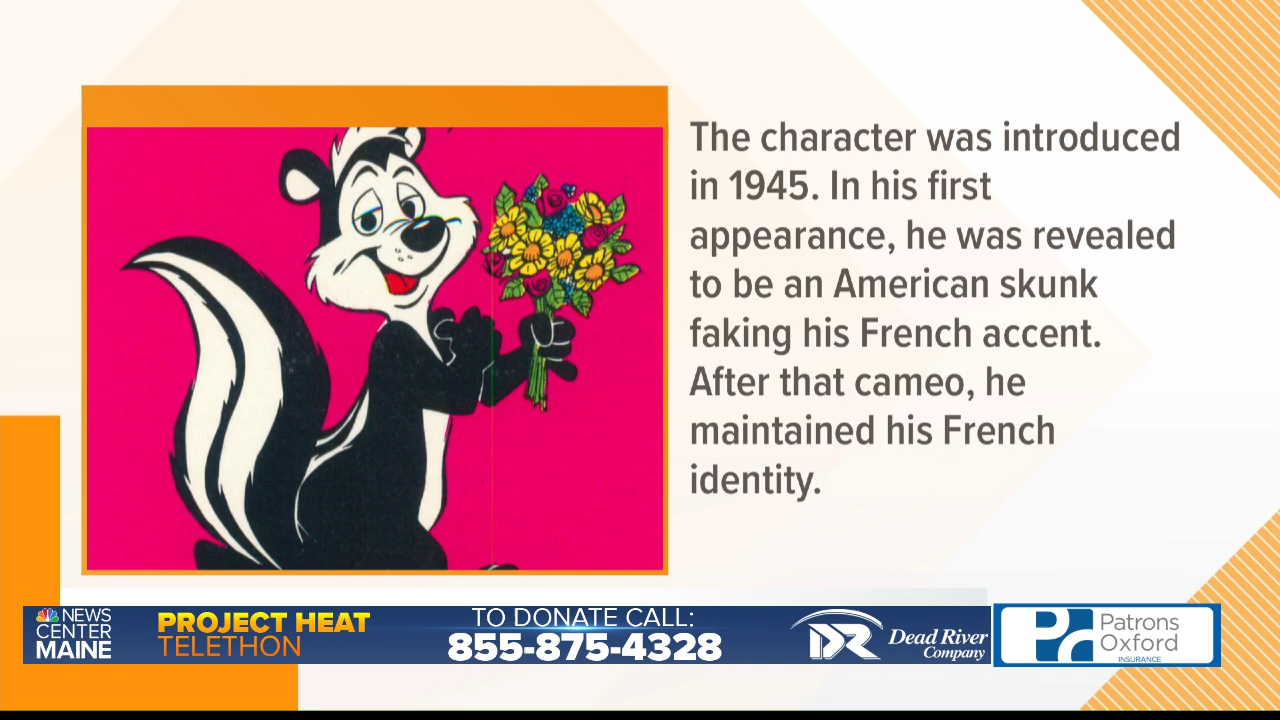 The character was introduced
in 1945. In his first
appearance, he was revealed
to be an American skunk
faking his French accent.
After that cameo, he
maintained his French
identity.
NEWS
CENTER
MAINE
PROJECT HEAT
TELETHON
TO DONATE CALL:
855-875-4328
DR
Dead River
Company
Patrons
Oxford
INSURANCE